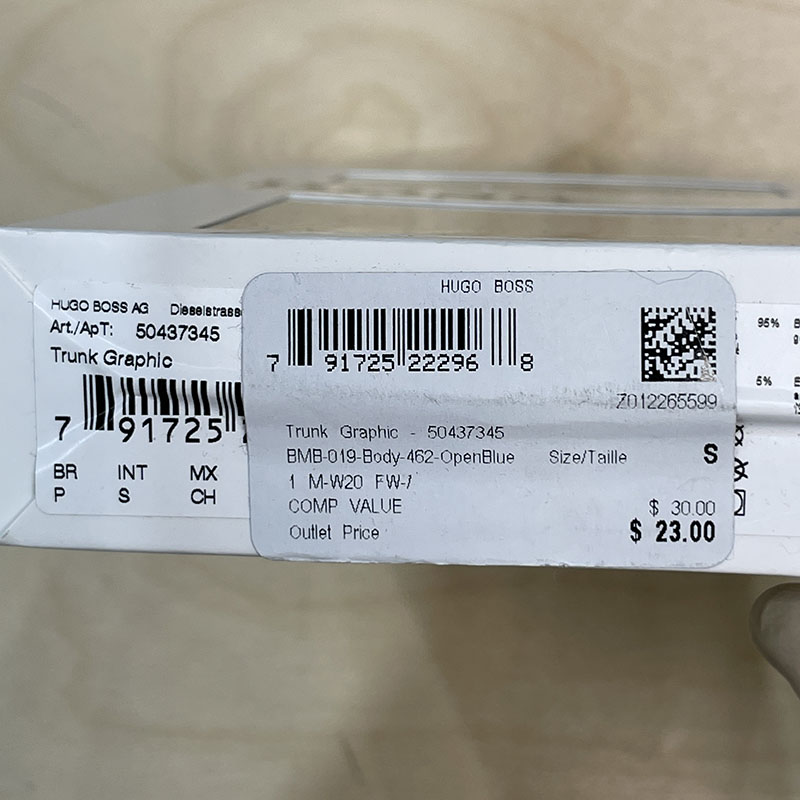 HUGO BOSS AG Dieselstrasse
Art./ApT: 50437345
Trunk Graphic
7 91725
BR INT MX
P S CH
HUGO BOSS
7 91725 22296 8
Z012265599
Trunk Graphic - 50437345
BMB-019-Body-462-OpenBlue Size/Taille S
1 M-W20 FW-7
COMP VALUE $ 30.00
Outlet Price $ 23.00
95%
5%